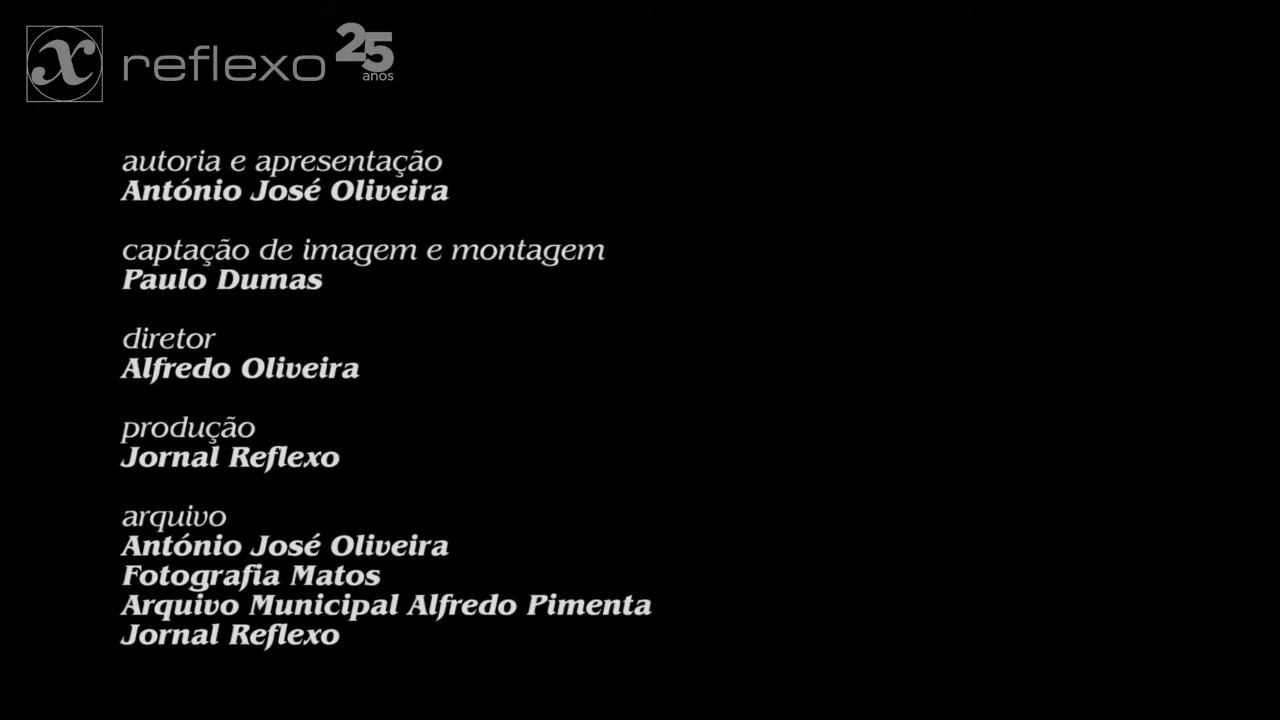 x reflexo 25
anos
autoria e apresentação
António José Oliveira
captação de imagem e montagem
Paulo Dumas
diretor
Alfredo Oliveira
produção
Jornal Reflexo
arquivo
António José Oliveira
Fotografia Matos
Arquivo Municipal Alfredo Pimenta
Jornal Reflexo